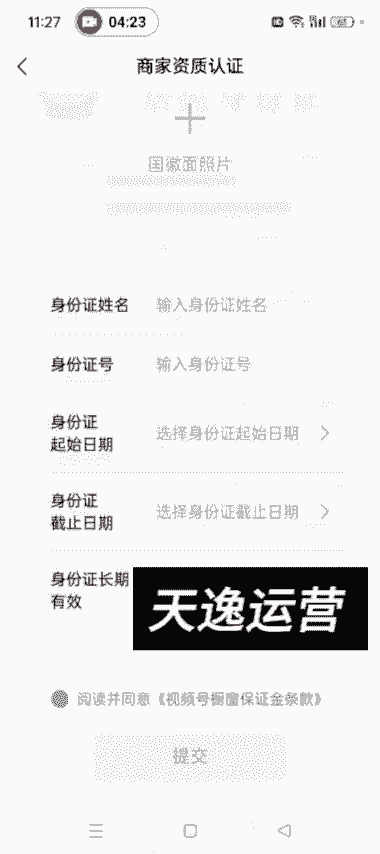 11:27
04:23
商家资质认证
国徽面照片
身份证姓名 输入身份证姓名
身份证号 输入身份证号
身份证
起始日期
选择身份证起始日期
身份证
截止日期
选择身份证截止日期
身份证长期
有效
天逸运营
阅读并同意《视频号橱窗保证金条款》
提交